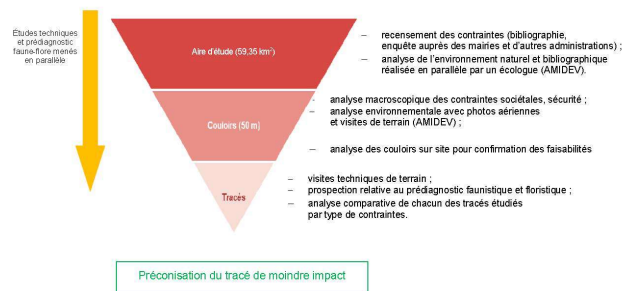 Études techniques
et prédiagnostic
faune-flore menés
en parallèle
Aire d'étude (59,35 km²)
– recensement des contraintes (bibliographie,
enquête auprès des mairies et d'autres administrations) ;
– analyse de l'environnement naturel et bibliographique
réalisée en parallèle par un écologue (AMIDEV).
Couloirs (50 m)
- analyse macroscopique des contraintes sociétales, sécurité ;
– analyse environnementale avec photos aériennes
et visites de terrain (AMIDEV) ;
– analyse des couloirs sur site pour confirmation des faisabilités
Tracés
– visites techniques de terrain ;
– prospection relative au prédiagnostic faunistique et floristique ;
– analyse comparative de chacun des tracés étudiés
par type de contraintes.
Préconisation du tracé de moindre impact